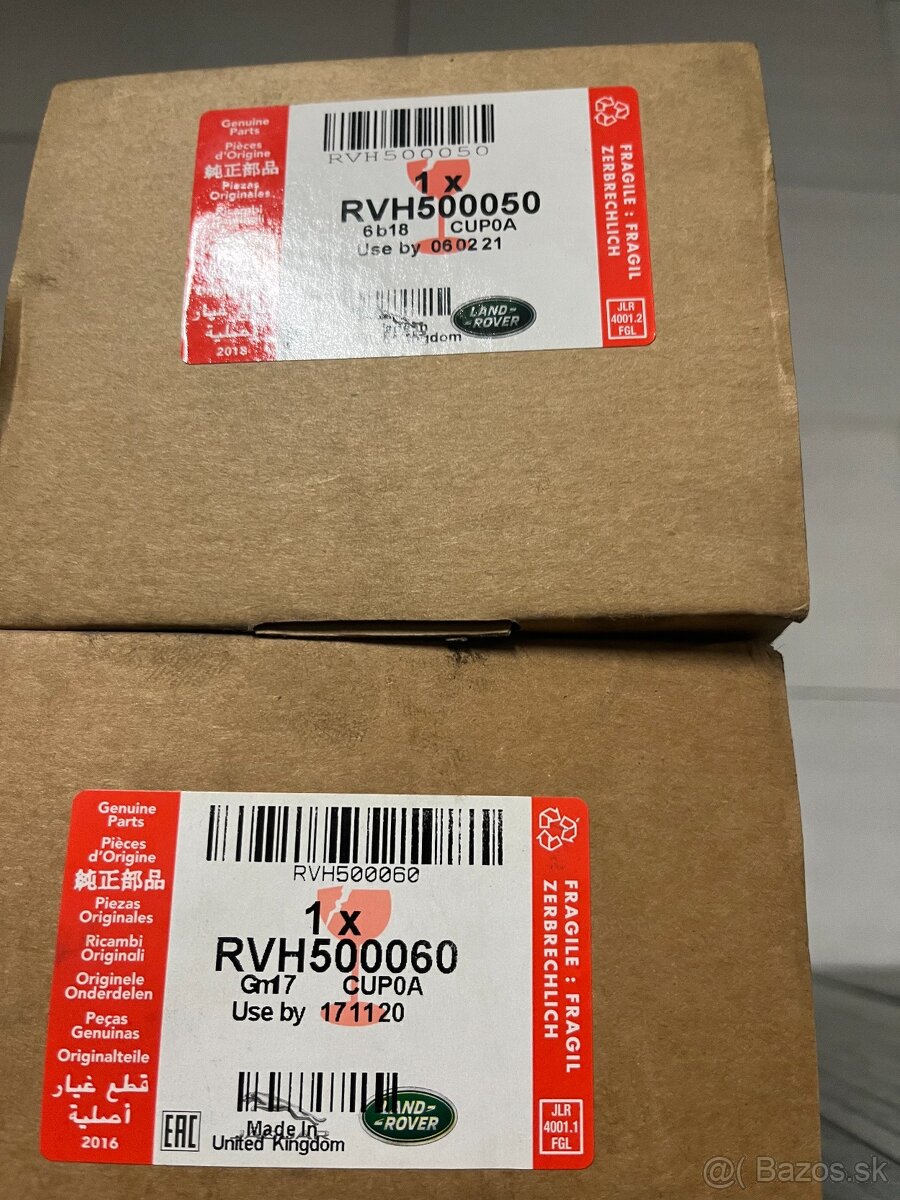 Genuine
Parts
Pièces
d'Origine
純正部品
Piezas
Originales
Ricambi
2018
RVH500050
1 x
RVH500050
6b18 CUP0A
Use by 060221
LAND-
-ROVER
FRAGILE : FRAGIL
ZERBRECHLICH
JLR
4001.2
FGL
Genuine
Parts
Pièces
d'Origine
純正部品
Piezas
Originales
Ricambi
Originali
Originele
Onderdelen
Peças
Genuinas
Originalteile
قطع غيار
أصلية
2016
RVH500060
1 x
RVH500060
Gm17 CUP0A
Use by 171120
EAC
Made In
United Kingdom
LAND-
-ROVER
FRAGILE : FRAGIL
ZERBRECHLICH
JLR
4001.1
FGL
@( Bazos.sk